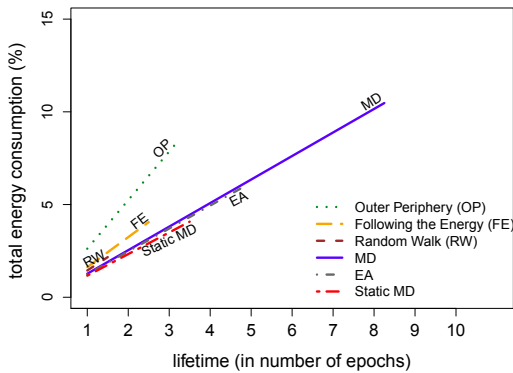 15
10
5
0
total energy consumption (%)
OP
FE
RW
Static MD
EA
MD
Outer Periphery (OP)
Following the Energy (FE)
Random Walk (RW)
MD
EA
Static MD
1 2 3 4 5 6 7 8 9 10
lifetime (in number of epochs)